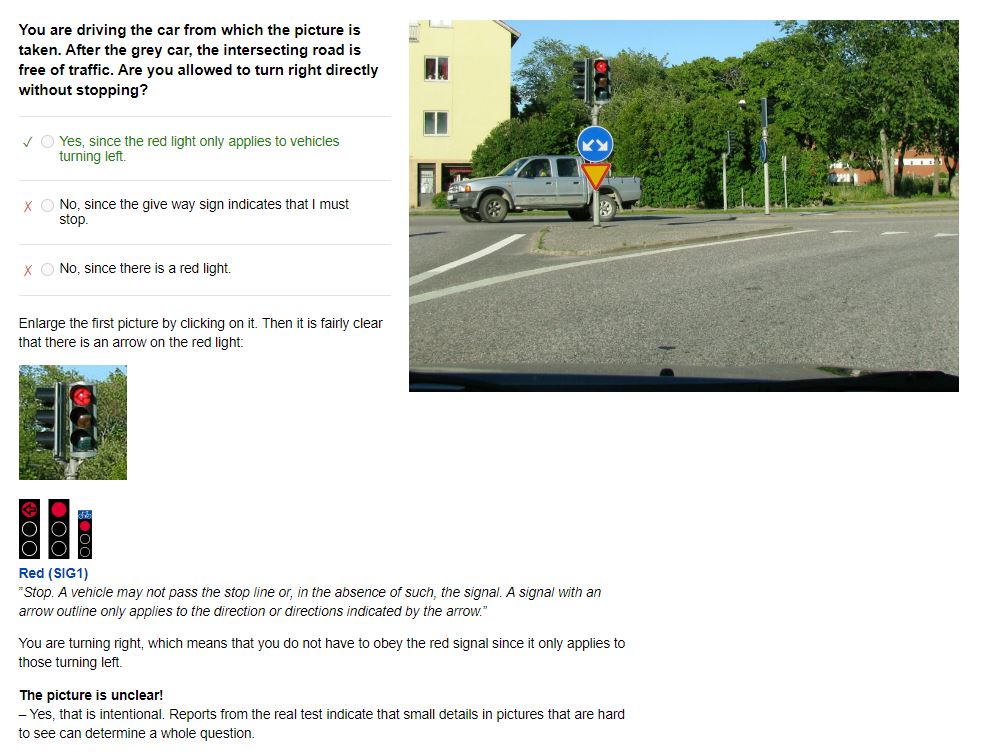 You are driving the car from which the picture is
taken. After the grey car, the intersecting road is
free of traffic. Are you allowed to turn right directly
without stopping?
✓ Yes, since the red light only applies to vehicles
turning left.
X No, since the give way sign indicates that I must
stop.
X No, since there is a red light.
Enlarge the first picture by clicking on it. Then it is fairly clear
that there is an arrow on the red light:
Red (SIG1)
"Stop. A vehicle may not pass the stop line or, in the absence of such, the signal. A signal with an
arrow outline only applies to the direction or directions indicated by the arrow."
You are turning right, which means that you do not have to obey the red signal since it only applies to
those turning left.
The picture is unclear!
– Yes, that is intentional. Reports from the real test indicate that small details in pictures that are hard
to see can determine a whole question.